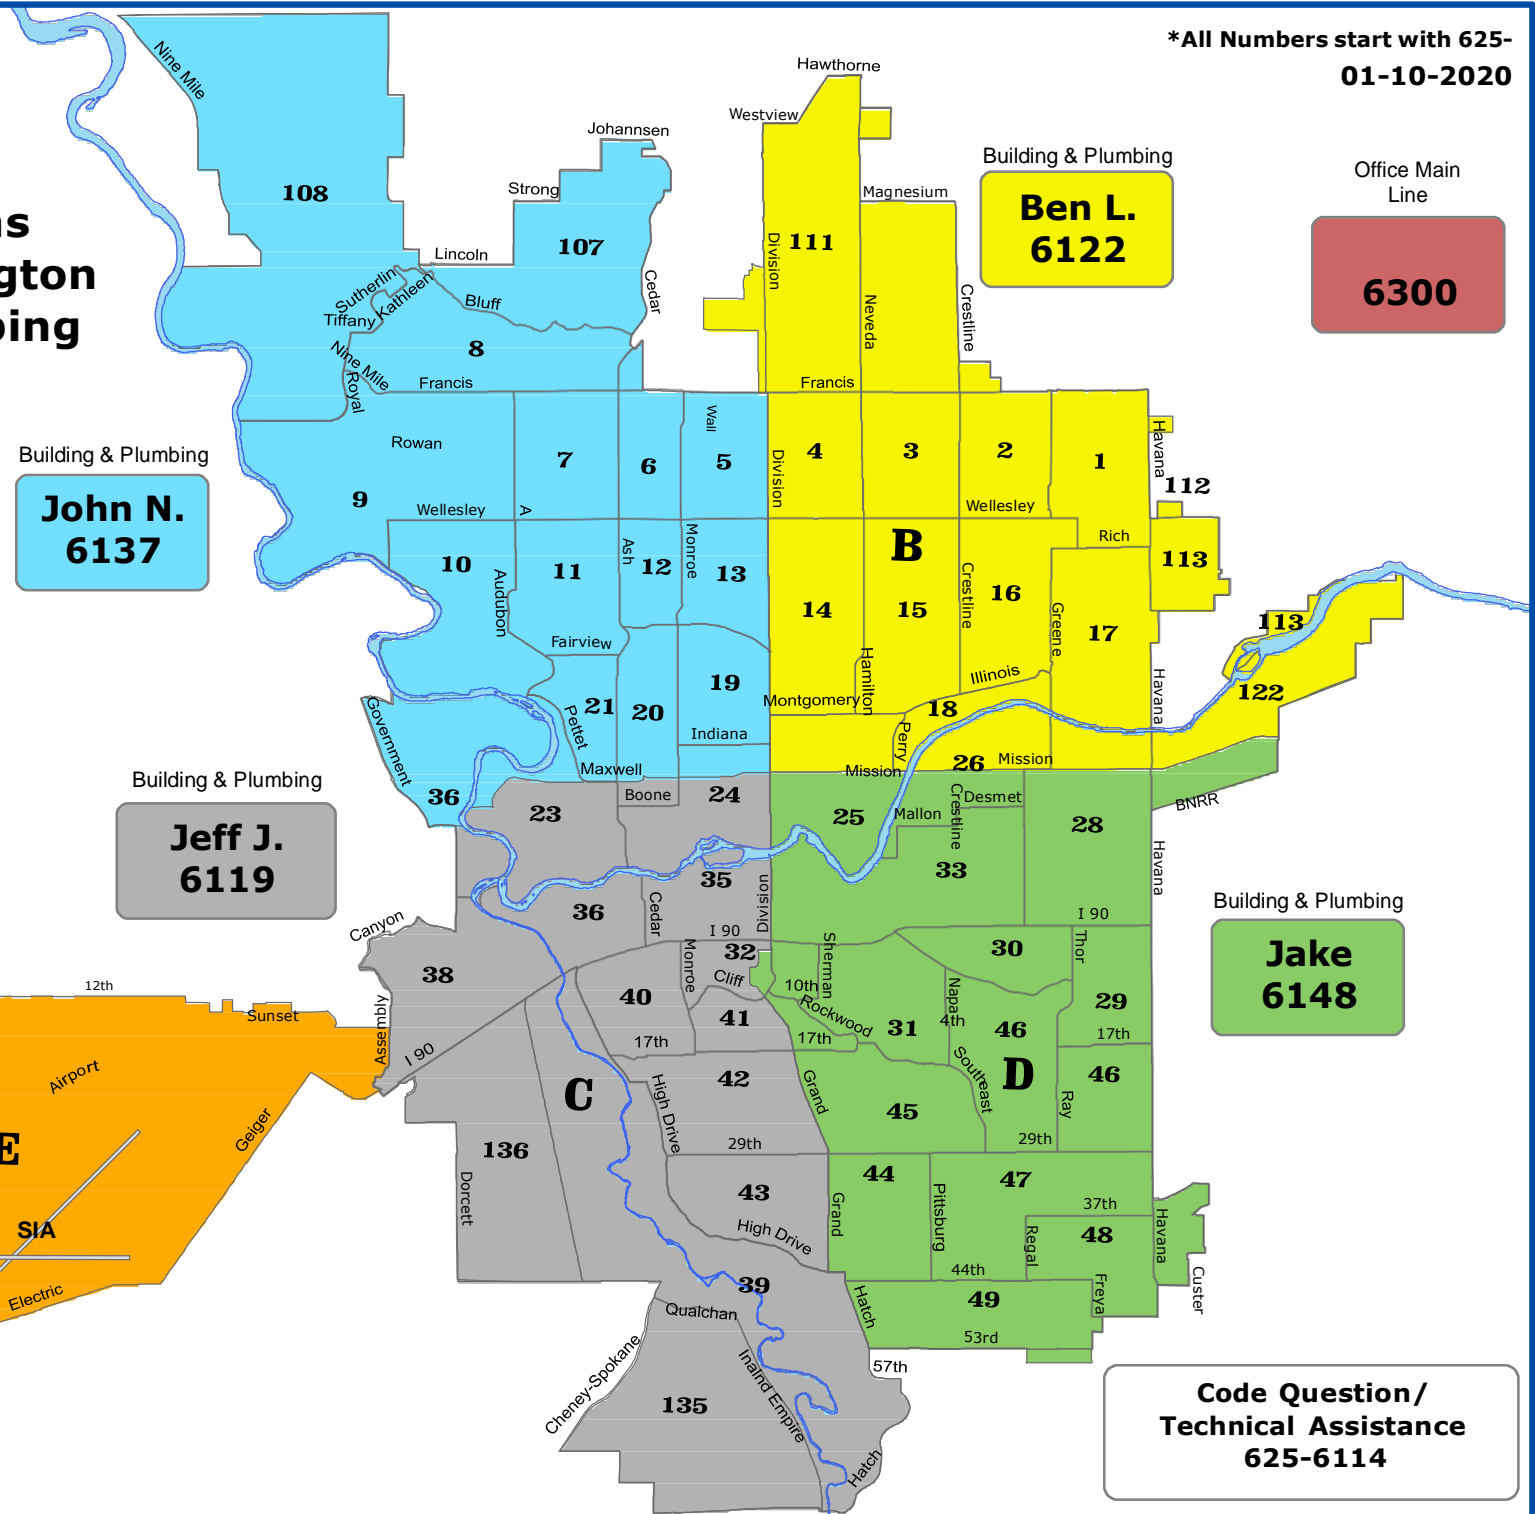 *All Numbers start with 625-
01-10-2020
Hawthorne
Westview
Nine Mile
Johannsen
Building & Plumbing
Ben L.
6122
Office Main
Line
6300
Magnesium
Strong
108
107
111
Lincoln
Division
Cedar
Neveda
Crestline
gton
Sutherlin
Kathleen
Tiffany
Bluff
8
Nine Mile
Royal
Francis
Francis
Rowan
Wall
Havana
7
6
5
4
3
2
1
Division
112
Building & Plumbing
John N.
6137
9
Wellesley
A
Wellesley
Rich
B
10
11
Ash
12
Monroe
13
113
Audubon
Crestline
16
14
15
Greene
17
113
Fairview
Hamilton
Illinois
Havana
122
19
Montgomery
21
20
18
Pettet
Indiana
Perry
Government
Maxwell
Mission
26
Mission
36
Boone
24
Desmet
BNRR
23
25
Mallon
Crestline
28
Building & Plumbing
Jeff J.
6119
33
Havana
35
Division
36
Cedar
I 90
I 90
Building & Plumbing
Jake
6148
Canyon
Monroe
32
Sherman
30
Thor
38
Cliff
10th
12th
40
Napa
29
Rockwood
Sunset
Assembly
41
31
4th
46
I 90
17th
17th
17th
Airport
C
High Drive
42
Grand
Southeast
D
46
Ray
45
Geiger
E
136
29th
29th
44
47
Dorcett
43
Grand
Pittsburg
37th
SIA
High Drive
Regal
48
Havana
44th
Electric
39
Hatch
49
Freya
Custer
Qualchan
53rd
Cheney-Spokane
Inalnd Empire
57th
135
Hatch
Code Question/
Technical Assistance
625-6114